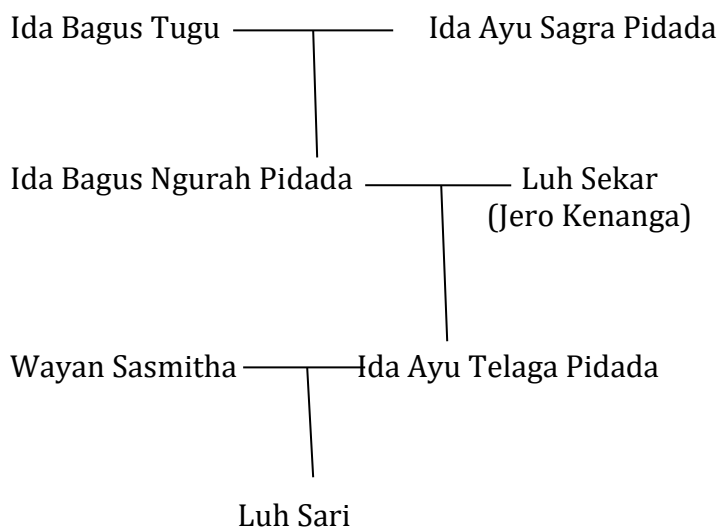 Ida Bagus Tugu Ida Ayu Sagra Pidada
Ida Bagus Ngurah Pidada Luh Sekar
(Jero Kenanga)
Wayan Sasmitha Ida Ayu Telaga Pidada
Luh Sari